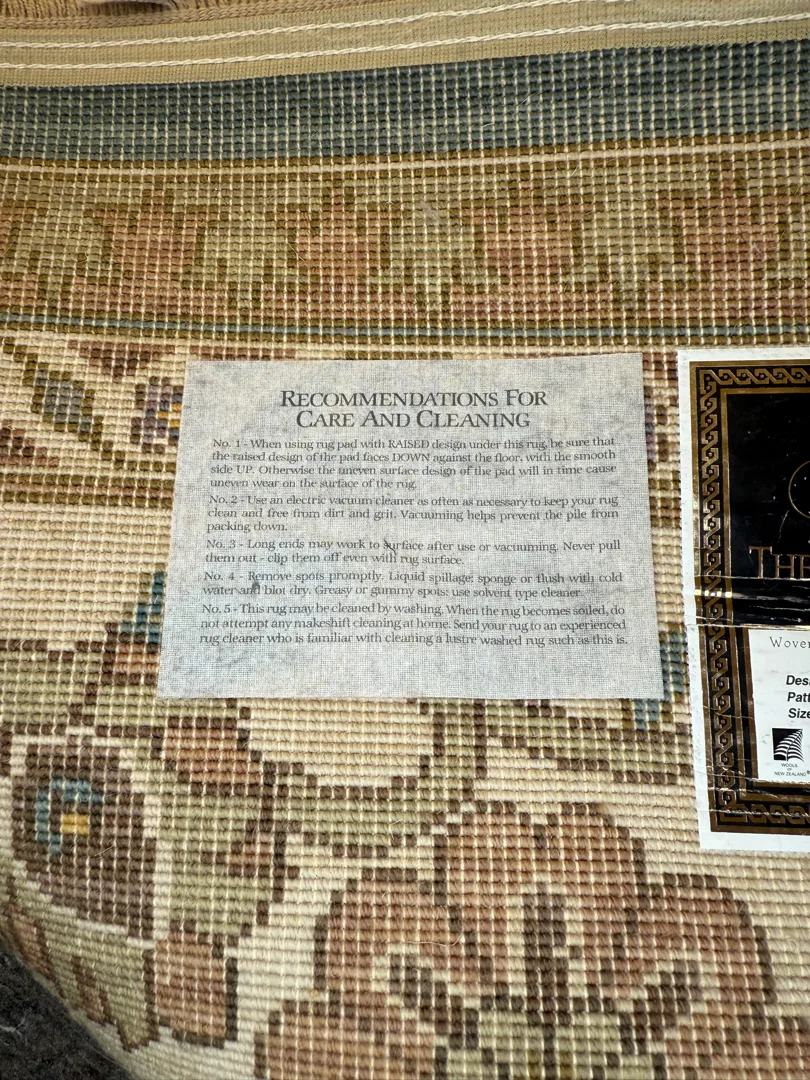 RECOMMENDATIONS FOR
CARE AND CLEANING
No. 1 - When using rug pad with RAISED design under this rug, be sure that
the raised design of the pad faces DOWN against the floor, with the smooth
side UP. Otherwise the uneven surface design of the pad will in time cause
uneven wear on the surface of the rug.
No. 2 - Use an electric vacuum cleaner as often as necessary to keep your rug
clean and free from dirt and grit. Vacuuming helps prevent the pile from
packing down.
No. 3 - Long ends may work to surface after use or vacuuming. Never pull
them out - clip them off even with rug surface.
No. 4 - Remove spots promptly. Liquid spillage: sponge or flush with cold
water and blot dry. Greasy or gummy spots: use solvent type cleaner.
No. 5 - This rug may be cleaned by washing. When the rug becomes soiled, do
not attempt any makeshift cleaning at home. Send your rug to an experienced
rug cleaner who is familiar with cleaning a lustre washed rug such as this is.
THE
Wove
Des
Patt
Size
WOOLS
OF
NEW ZEALAND